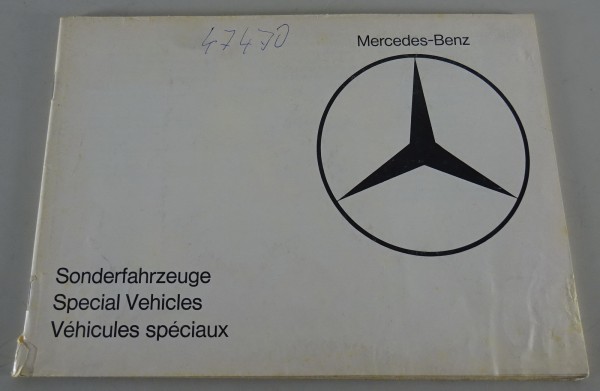 47470
Mercedes-Benz
Sonderfahrzeuge
Special Vehicles
Véhicules spéciaux